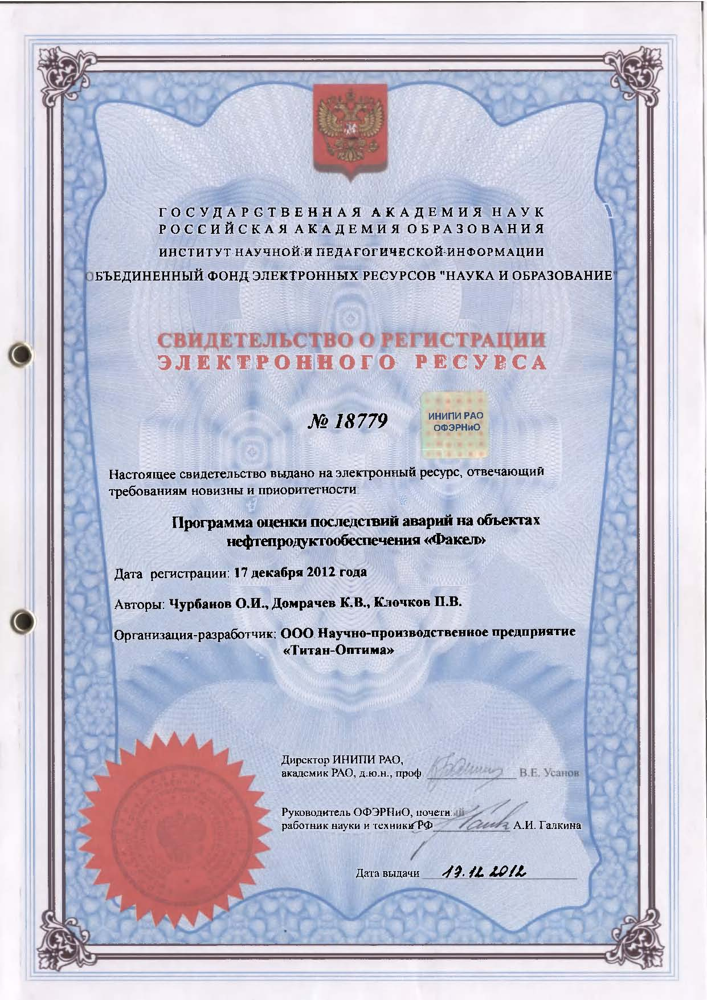 ГОСУДАРСТВЕННАЯ АКАДЕМИЯ НАУК
РОССИЙСКАЯ АКАДЕМИЯ ОБРАЗОВАНИЯ
ИНСТИТУТ НАУЧНОЙ И ПЕДАГОГИЧЕСКОЙ ИНФОРМАЦИИ
ОБЪЕДИНЕННЫЙ ФОНД ЭЛЕКТРОННЫХ РЕСУРСОВ "НАУКА И ОБРАЗОВАНИЕ"
СВИДЕТЕЛЬСТВО О РЕГИСТРАЦИИ
ЭЛЕКТРОННОГО РЕСУРСА
№ 18779
ИНИПИ РАО
ОФЭРНиО
Настоящее свидетельство выдано на электронный ресурс, отвечающий
требованиям новизны и приоритетности
Программа оценки последствий аварий на объектах
нефтепродуктообеспечения «Факел»
Дата регистрации: 17 декабря 2012 года
Авторы: Чурбанов О.И., Домрачев К.В., Клочков П.В.
Организация-разработчик: ООО Научно-производственное предприятие
«Титан-Оптима»
Директор ИНИПИ РАО,
академик РАО, д.ю.н., проф. В.Е. Усанов
Руководитель ОФЭРНиО, почетный
работник науки и техники РФ А.И. Галкина
Дата выдачи 19.12.2012